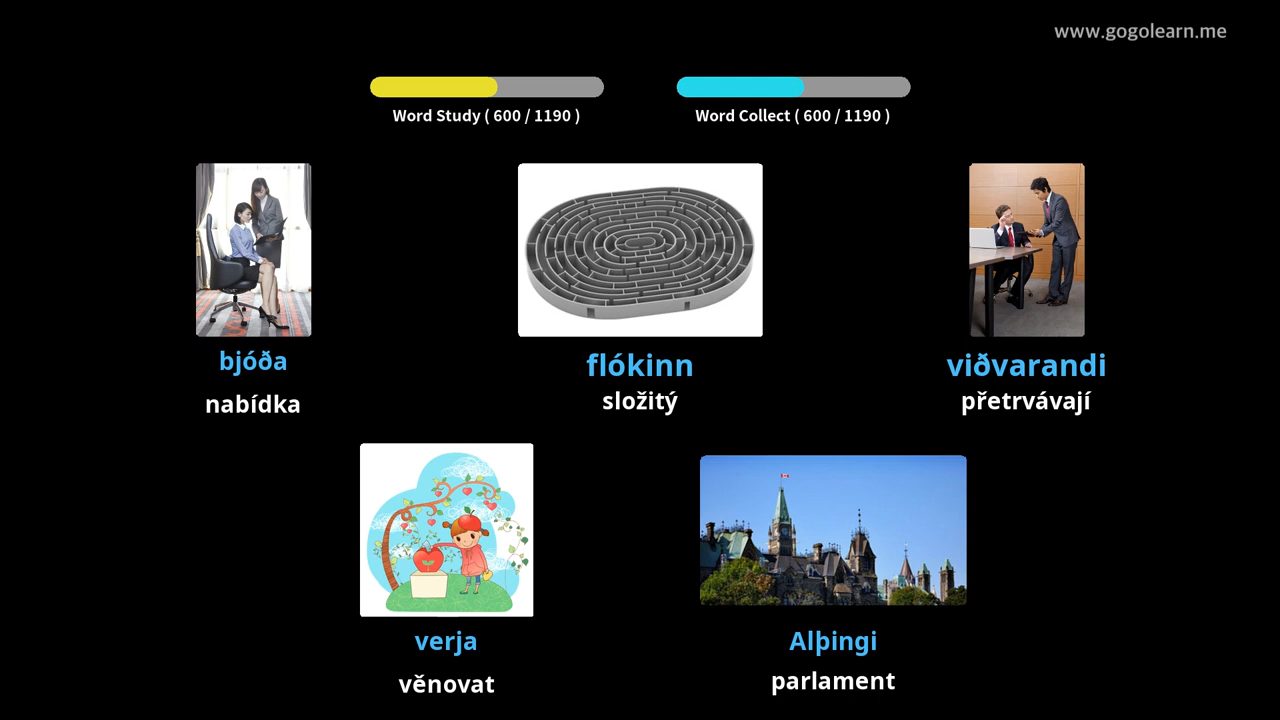 www.gogolearn.me
Word Study ( 600 / 1190 )
Word Collect ( 600 / 1190 )
bjóða
nabídka
flókinn
složitý
viðvarandi
přetrvávají
verja
věnovat
Alþingi
parlament